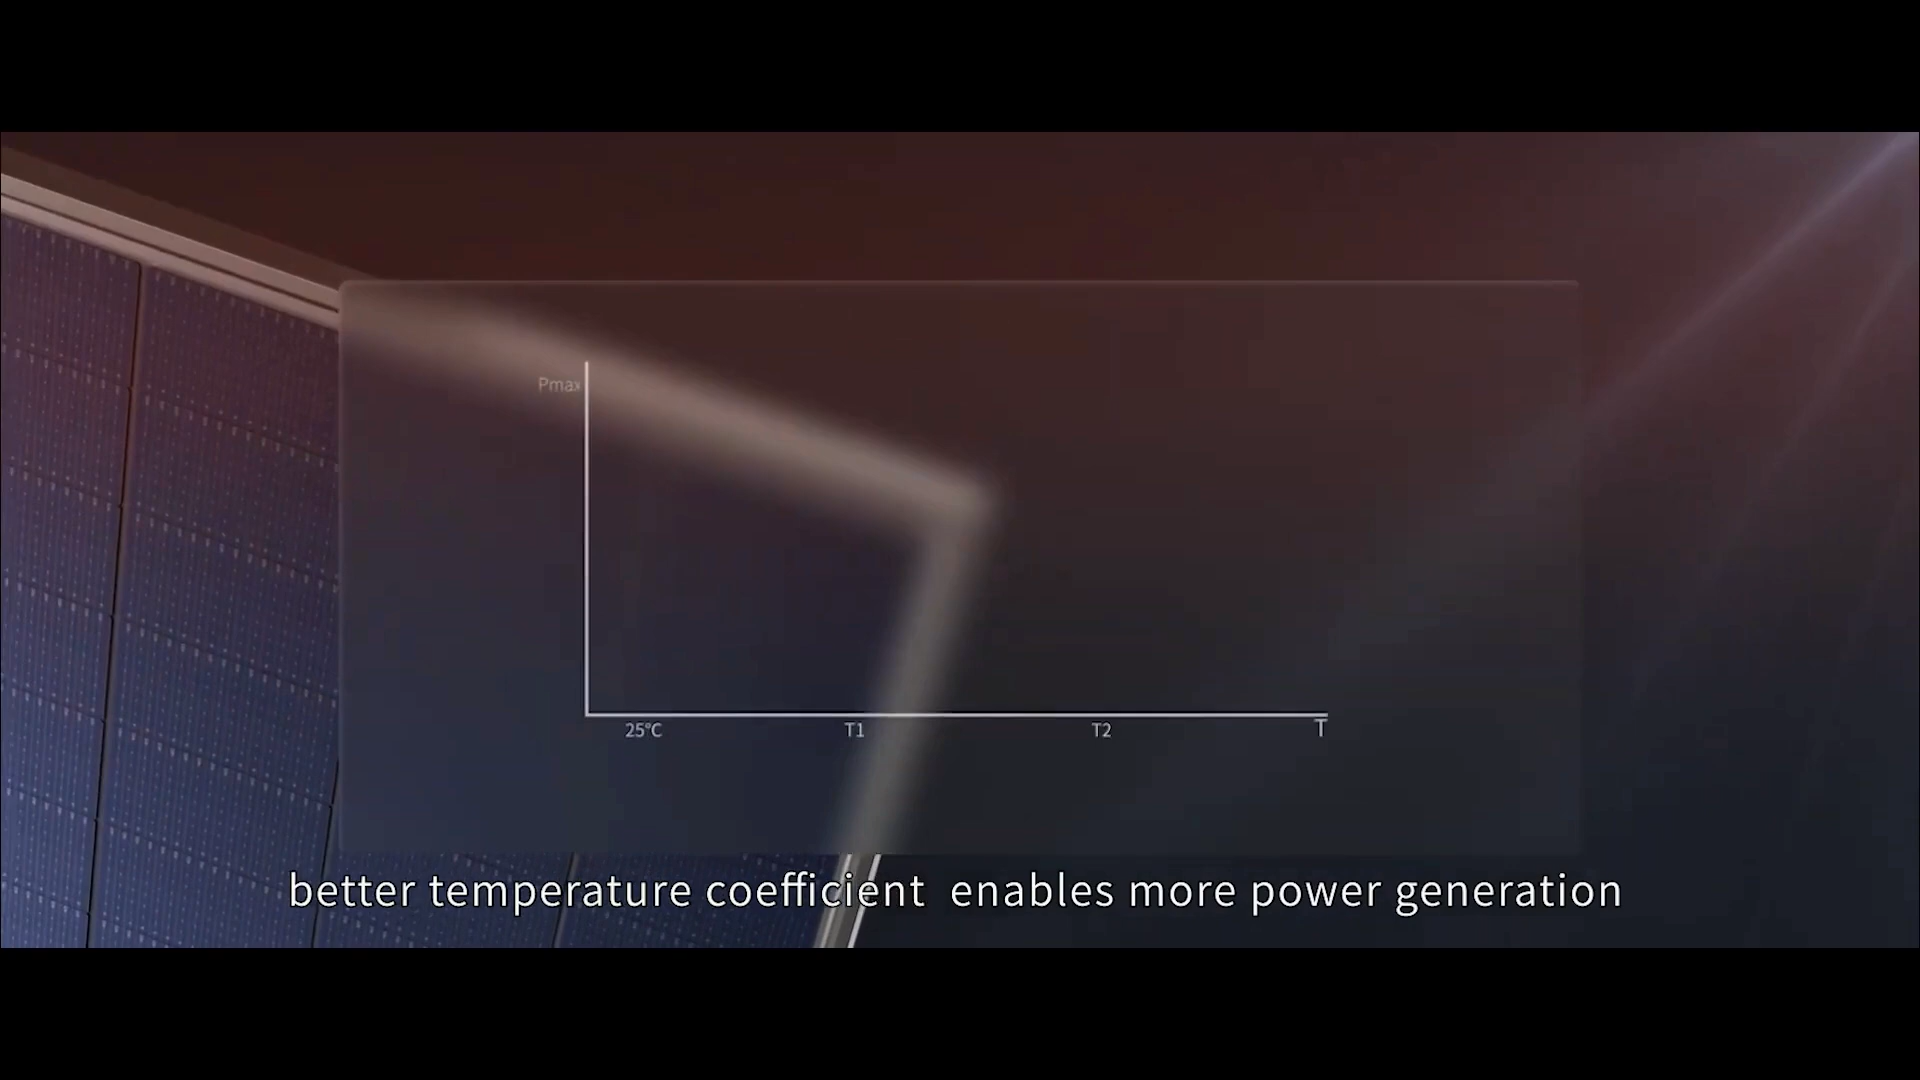 Pmax
25℃ T1 T2 T
better temperature coefficient enables more power generation